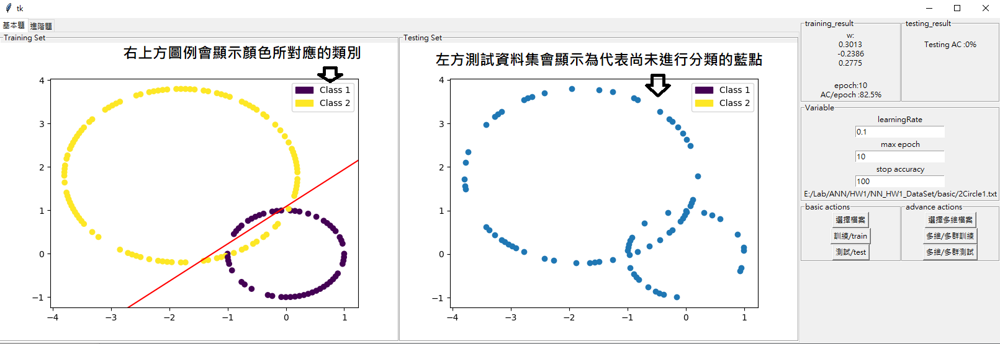 tk
基本題 進階題
Training Set
右上方圖例會顯示顏色所對應的類別
Class 1
Class 2
4
3
2
1
0
−1
−4 −3 −2 −1 0 1
Testing Set
左方測試資料集會顯示為代表尚未進行分類的藍點
Class 1
Class 2
4
3
2
1
0
−1
−4 −3 −2 −1 0 1
training_result
w:
0.3013
-0.2386
0.2775
epoch:10
AC/epoch :82.5%
testing_result
Testing AC :0%
Variable
learningRate
0.1
max epoch
10
stop accuracy
100
E:/Lab/ANN/HW1/NN_HW1_DataSet/basic/2Circle1.txt
basic actions
選擇檔案
訓練/train
測試/test
advance actions
選擇多維檔案
多維/多群訓練
多維/多群測試